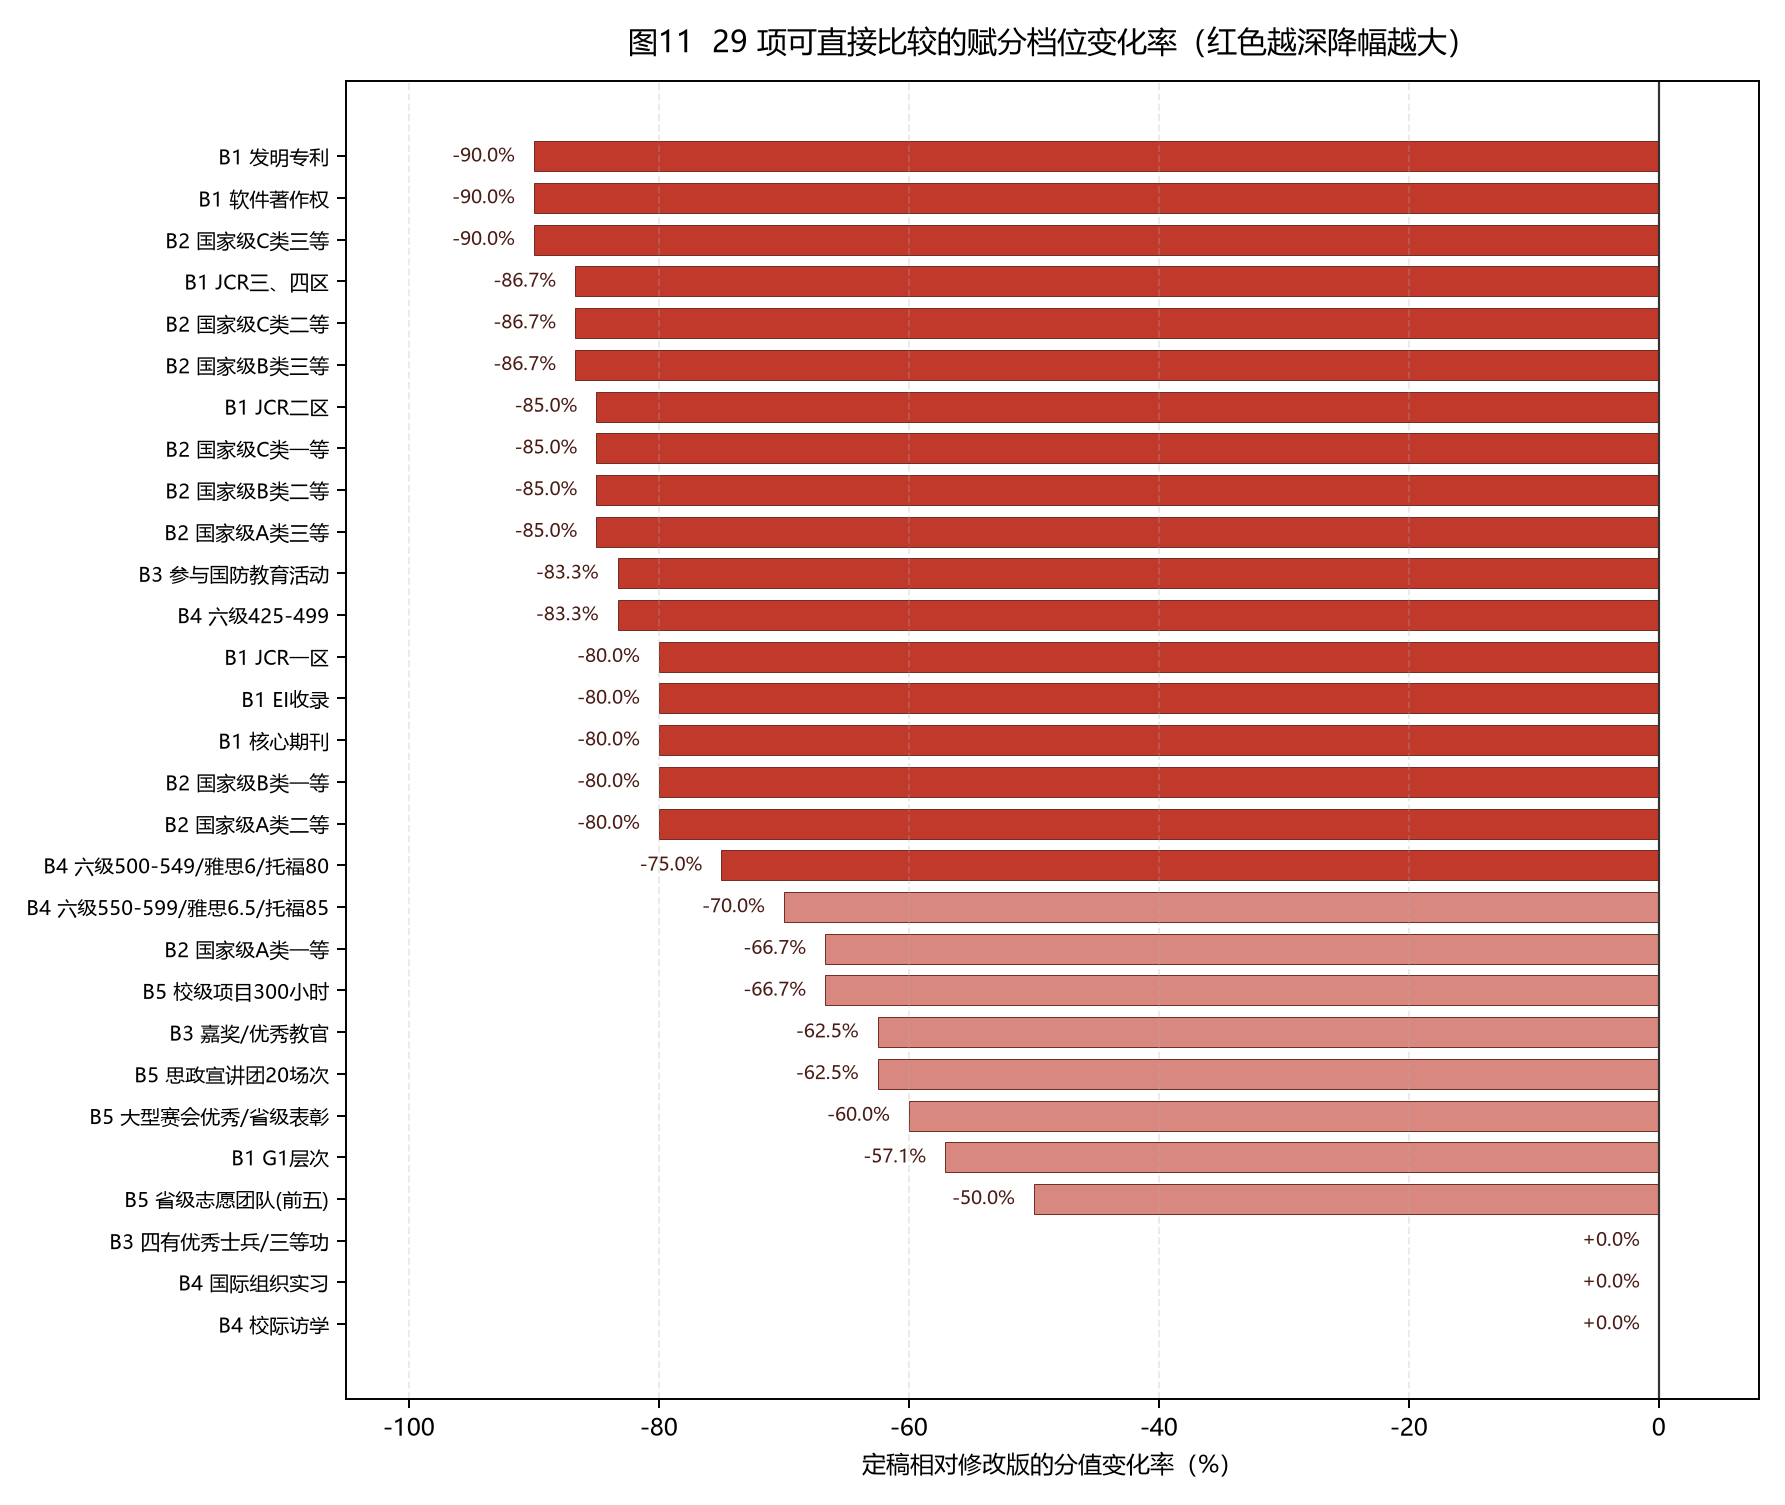 图11  29 项可直接比较的赋分档位变化率（红色越深降幅越大）
B1 发明专利 -90.0%
B1 软件著作权 -90.0%
B2 国家级C类三等 -90.0%
B1 JCR三、四区 -86.7%
B2 国家级C类二等 -86.7%
B2 国家级B类三等 -86.7%
B1 JCR二区 -85.0%
B2 国家级C类一等 -85.0%
B2 国家级B类二等 -85.0%
B2 国家级A类三等 -85.0%
B3 参与国防教育活动 -83.3%
B4 六级425-499 -83.3%
B1 JCR一区 -80.0%
B1 EI收录 -80.0%
B1 核心期刊 -80.0%
B2 国家级B类一等 -80.0%
B2 国家级A类二等 -80.0%
B4 六级500-549/雅思6/托福80 -75.0%
B4 六级550-599/雅思6.5/托福85 -70.0%
B2 国家级A类一等 -66.7%
B5 校级项目300小时 -66.7%
B3 嘉奖/优秀教官 -62.5%
B5 思政宣讲团20场次 -62.5%
B5 大型赛会优秀/省级表彰 -60.0%
B1 G1层次 -57.1%
B5 省级志愿团队(前五) -50.0%
B3 四有优秀士兵/三等功 +0.0%
B4 国际组织实习 +0.0%
B4 校际访学 +0.0%
-100 -80 -60 -40 -20 0
定稿相对修改版的分值变化率（%）